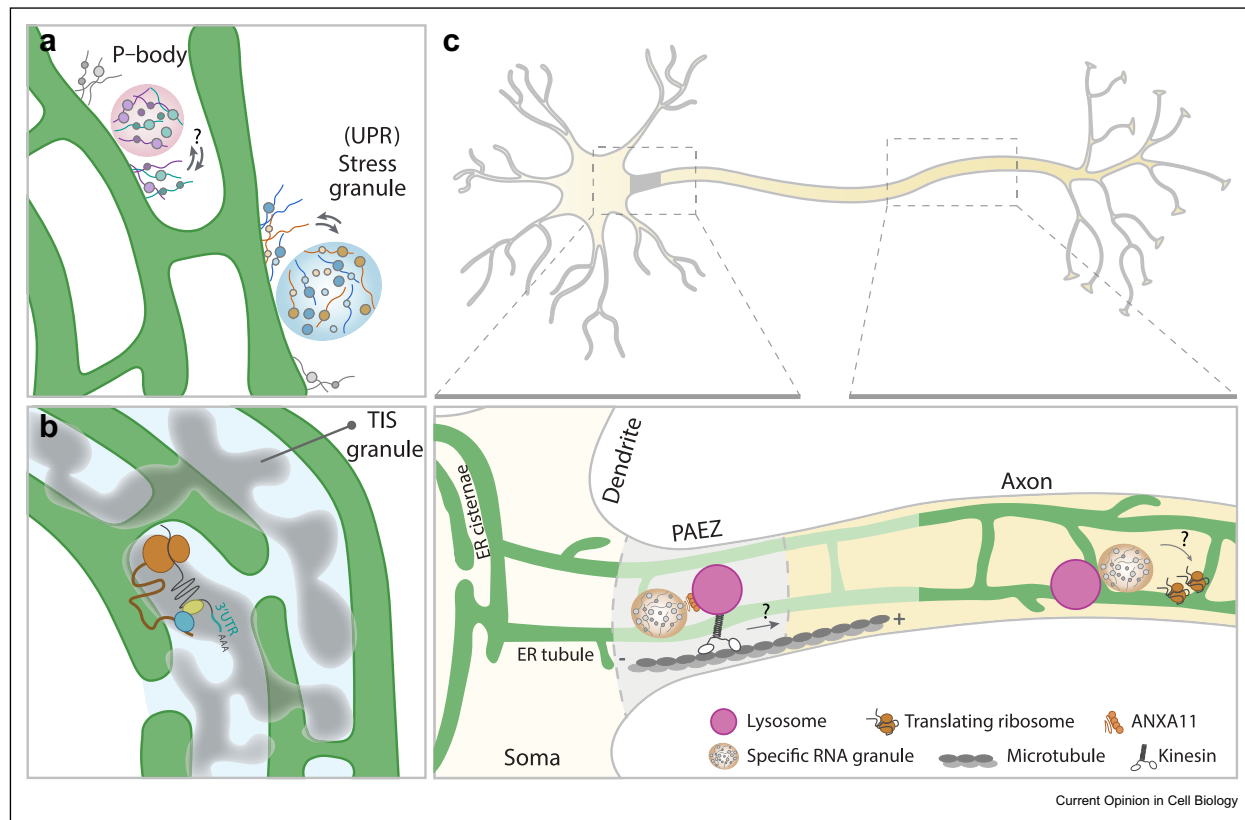 a
P-body
?
(UPR)
Stress
granule
b
TIS
granule
3'UTR
AAA
c
ER cisternae
Dendrite
PAEZ
Axon
?
?
+
-
ER tubule
Soma
Lysosome
Translating ribosome
ANXA11
Specific RNA granule
Microtubule
Kinesin
Current Opinion in Cell Biology